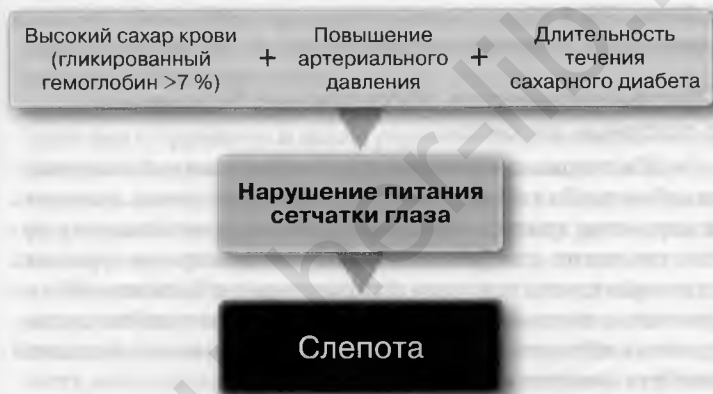 Высокий сахар крови
(гликированный
гемоглобин >7 %)
+
Повышение
артериального
давления
+
Длительность
течения
сахарного диабета
Нарушение питания
сетчатки глаза
Слепота